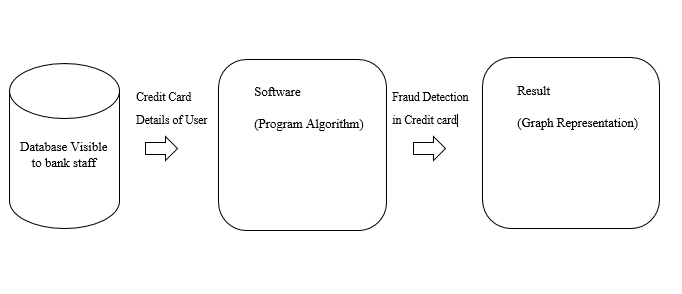 Database Visible
to bank staff
Credit Card
Details of User
Software
(Program Algorithm)
Fraud Detection
in Credit card
Result
(Graph Representation)